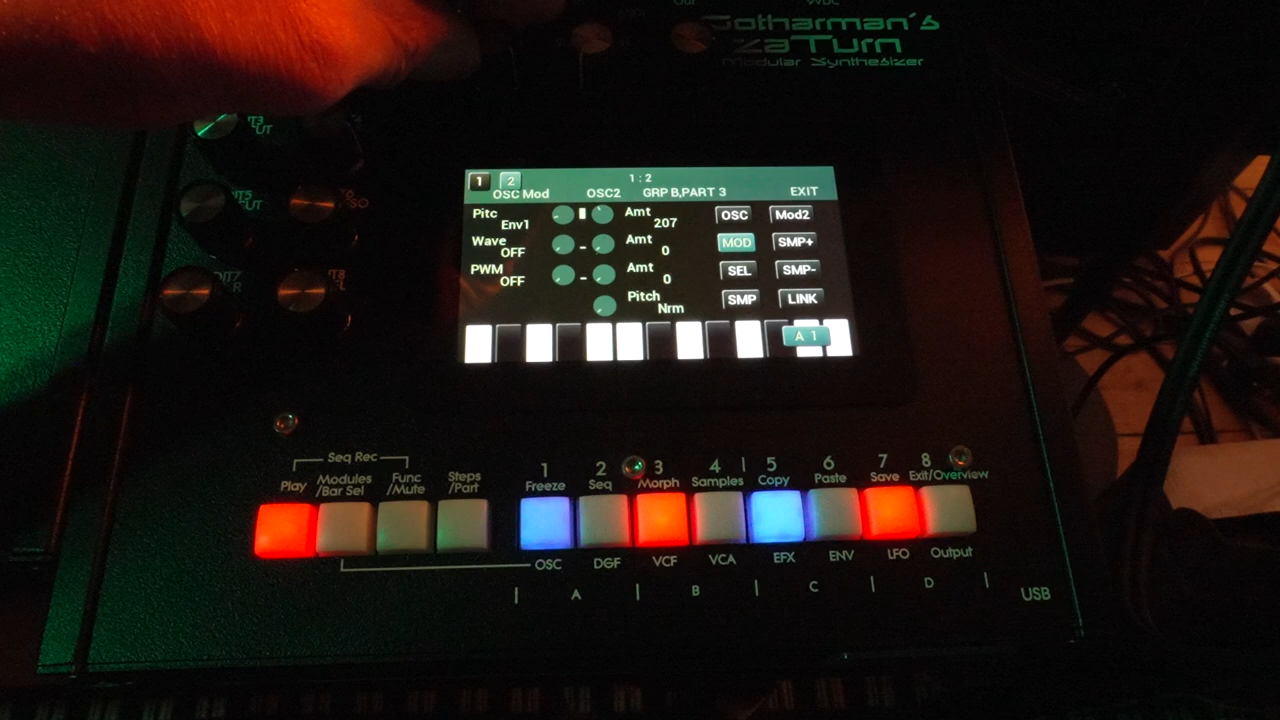 Out
Gotharman's
zaTurn
Modular Synthesizer
1 2 1:2
OSC Mod OSC2 GRP B,PART 3 EXIT
Pitc Env1 Amt 207 OSC Mod2
Wave OFF Amt 0 MOD SMP+
PWM OFF Amt 0 SEL SMP-
Pitch Nrm SMP LINK
A 1
Seq Rec
1 2 3 4 5 6 7 8
Play Modules /Bar Sel Func /Mute Steps /Part Freeze Seq Morph Samples Copy Paste Save Exit/Overview
OSC DGF VCF VCA EFX ENV LFO Output
A B C D
USB